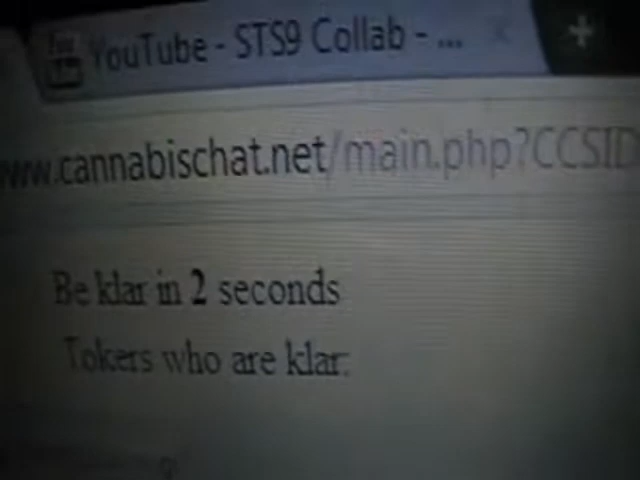 YouTube - STS9 Collab - ...
www.cannabischat.net/main.php?CCSID
Be klar in 2 seconds
Tokers who are klar: